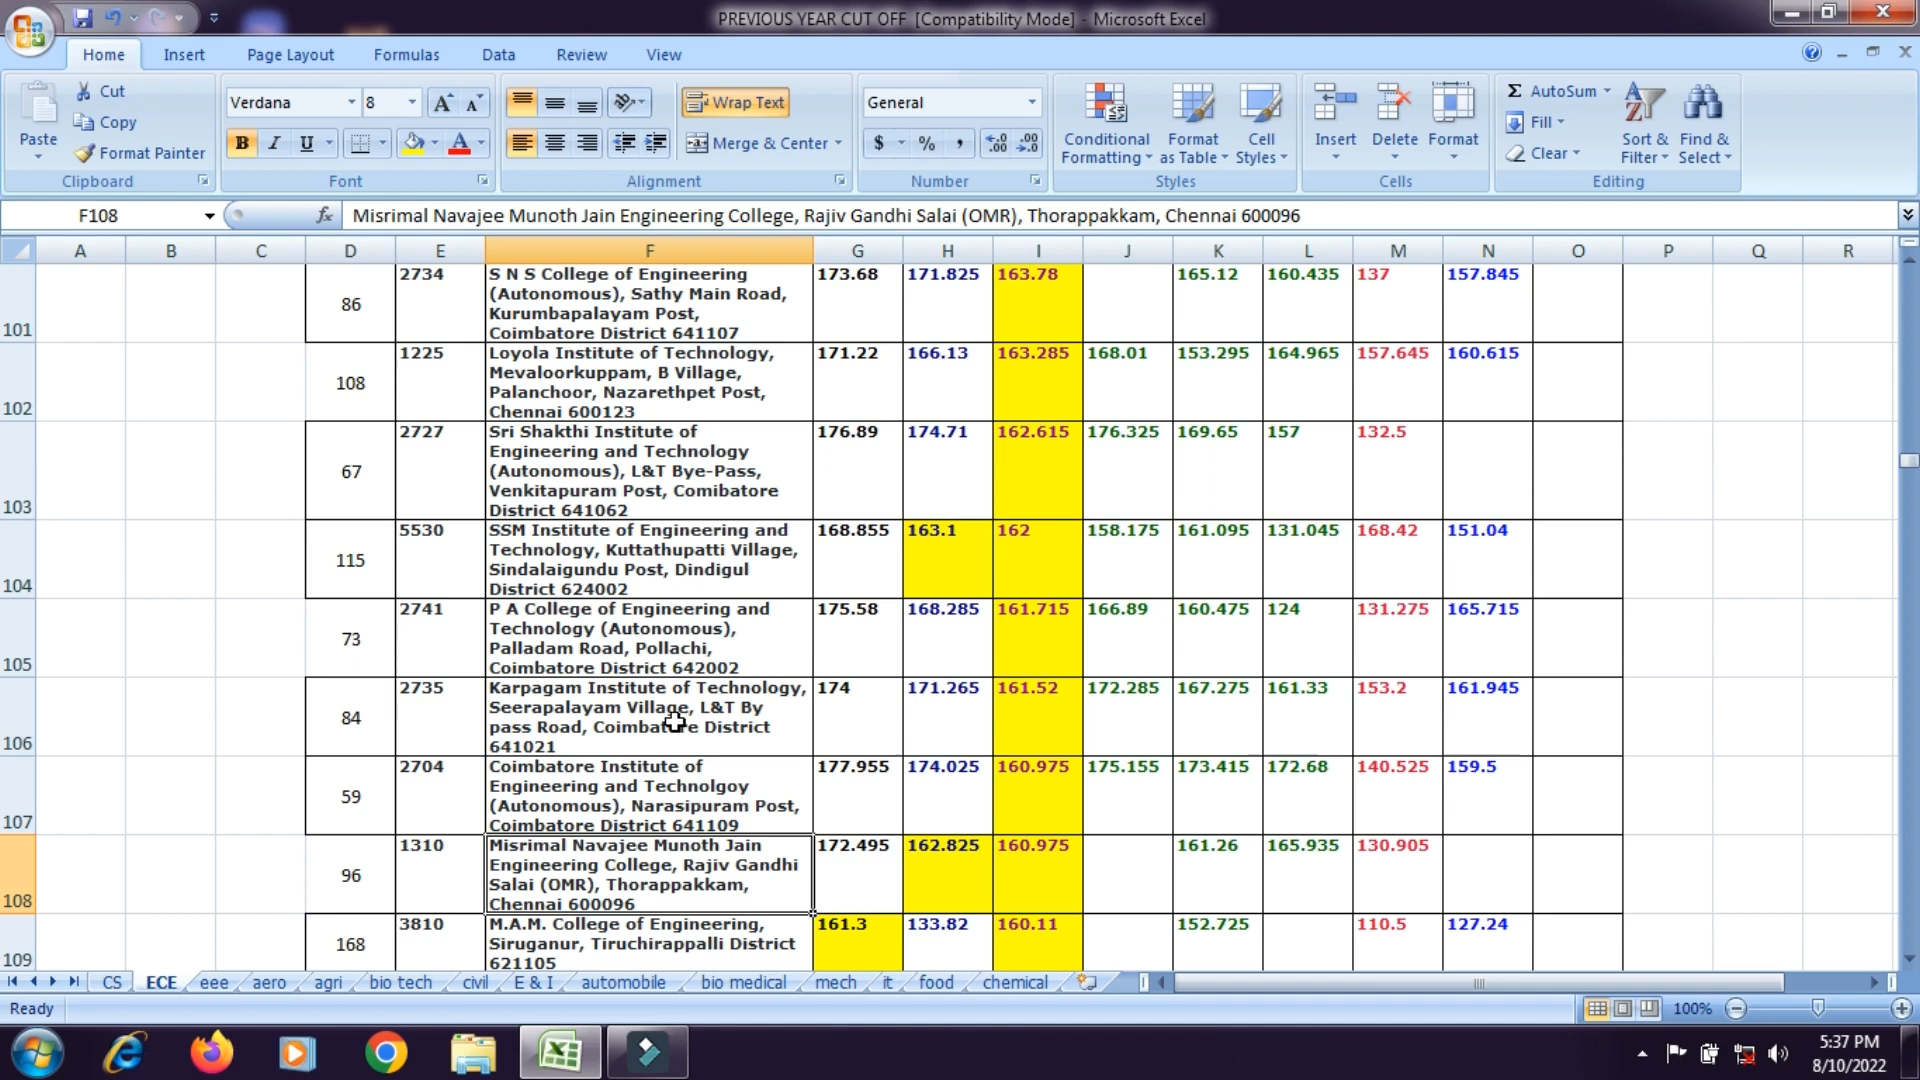 PREVIOUS YEAR CUT OFF [Compatibility Mode] - Microsoft Excel
Home Insert Page Layout Formulas Data Review View
Paste
Cut
Copy
Format Painter
Clipboard
Verdana 8 A A
B I U A
Font
Wrap Text
Merge & Center
Alignment
General
$ % , .0 .00 .00 .0
Number
Conditional Formatting
Format as Table
Cell Styles
Styles
Insert Delete Format
Cells
Σ AutoSum
Fill
Clear
Sort & Filter
Find & Select
Editing
F108 fx Misrimal Navajee Munoth Jain Engineering College, Rajiv Gandhi Salai (OMR), Thorappakkam, Chennai 600096
A B C D E F G H I J K L M N O P Q R
101 86 2734 S N S College of Engineering 173.68 171.825 163.78 165.12 160.435 137 157.845
(Autonomous), Sathy Main Road,
Kurumbapalayam Post,
Coimbatore District 641107
102 108 1225 Loyola Institute of Technology, 171.22 166.13 163.285 168.01 153.295 164.965 157.645 160.615
Mevaloorkuppam, B Village,
Palanchoor, Nazarethpet Post,
Chennai 600123
103 67 2727 Sri Shakthi Institute of 176.89 174.71 162.615 176.325 169.65 157 132.5
Engineering and Technology
(Autonomous), L&T Bye-Pass,
Venkitapuram Post, Comibatore
District 641062
104 115 5530 SSM Institute of Engineering and 168.855 163.1 162 158.175 161.095 131.045 168.42 151.04
Technology, Kuttathupatti Village,
Sindalaigundu Post, Dindigul
District 624002
105 73 2741 P A College of Engineering and 175.58 168.285 161.715 166.89 160.475 124 131.275 165.715
Technology (Autonomous),
Palladam Road, Pollachi,
Coimbatore District 642002
106 84 2735 Karpagam Institute of Technology, 174 171.265 161.52 172.285 167.275 161.33 153.2 161.945
Seerapalayam Village, L&T By
pass Road, Coimbatore District
641021
107 59 2704 Coimbatore Institute of 177.955 174.025 160.975 175.155 173.415 172.68 140.525 159.5
Engineering and Technolgoy
(Autonomous), Narasipuram Post,
Coimbatore District 641109
108 96 1310 Misrimal Navajee Munoth Jain 172.495 162.825 160.975 161.26 165.935 130.905
Engineering College, Rajiv Gandhi
Salai (OMR), Thorappakkam,
Chennai 600096
109 168 3810 M.A.M. College of Engineering, 161.3 133.82 160.11 152.725 110.5 127.24
Siruganur, Tiruchirappalli District
621105
CS ECE eee aero agri bio tech civil E & I automobile bio medical mech it food chemical
Ready 100%
5:37 PM
8/10/2022